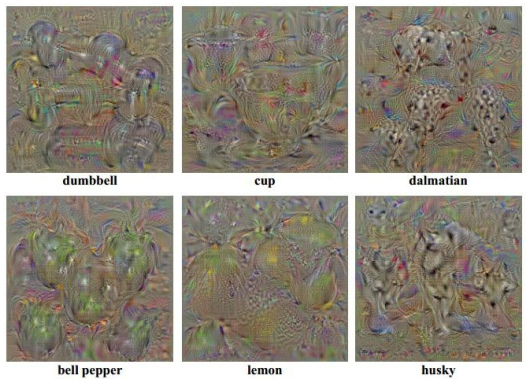 dumbbell
cup
dalmatian
bell pepper
lemon
husky